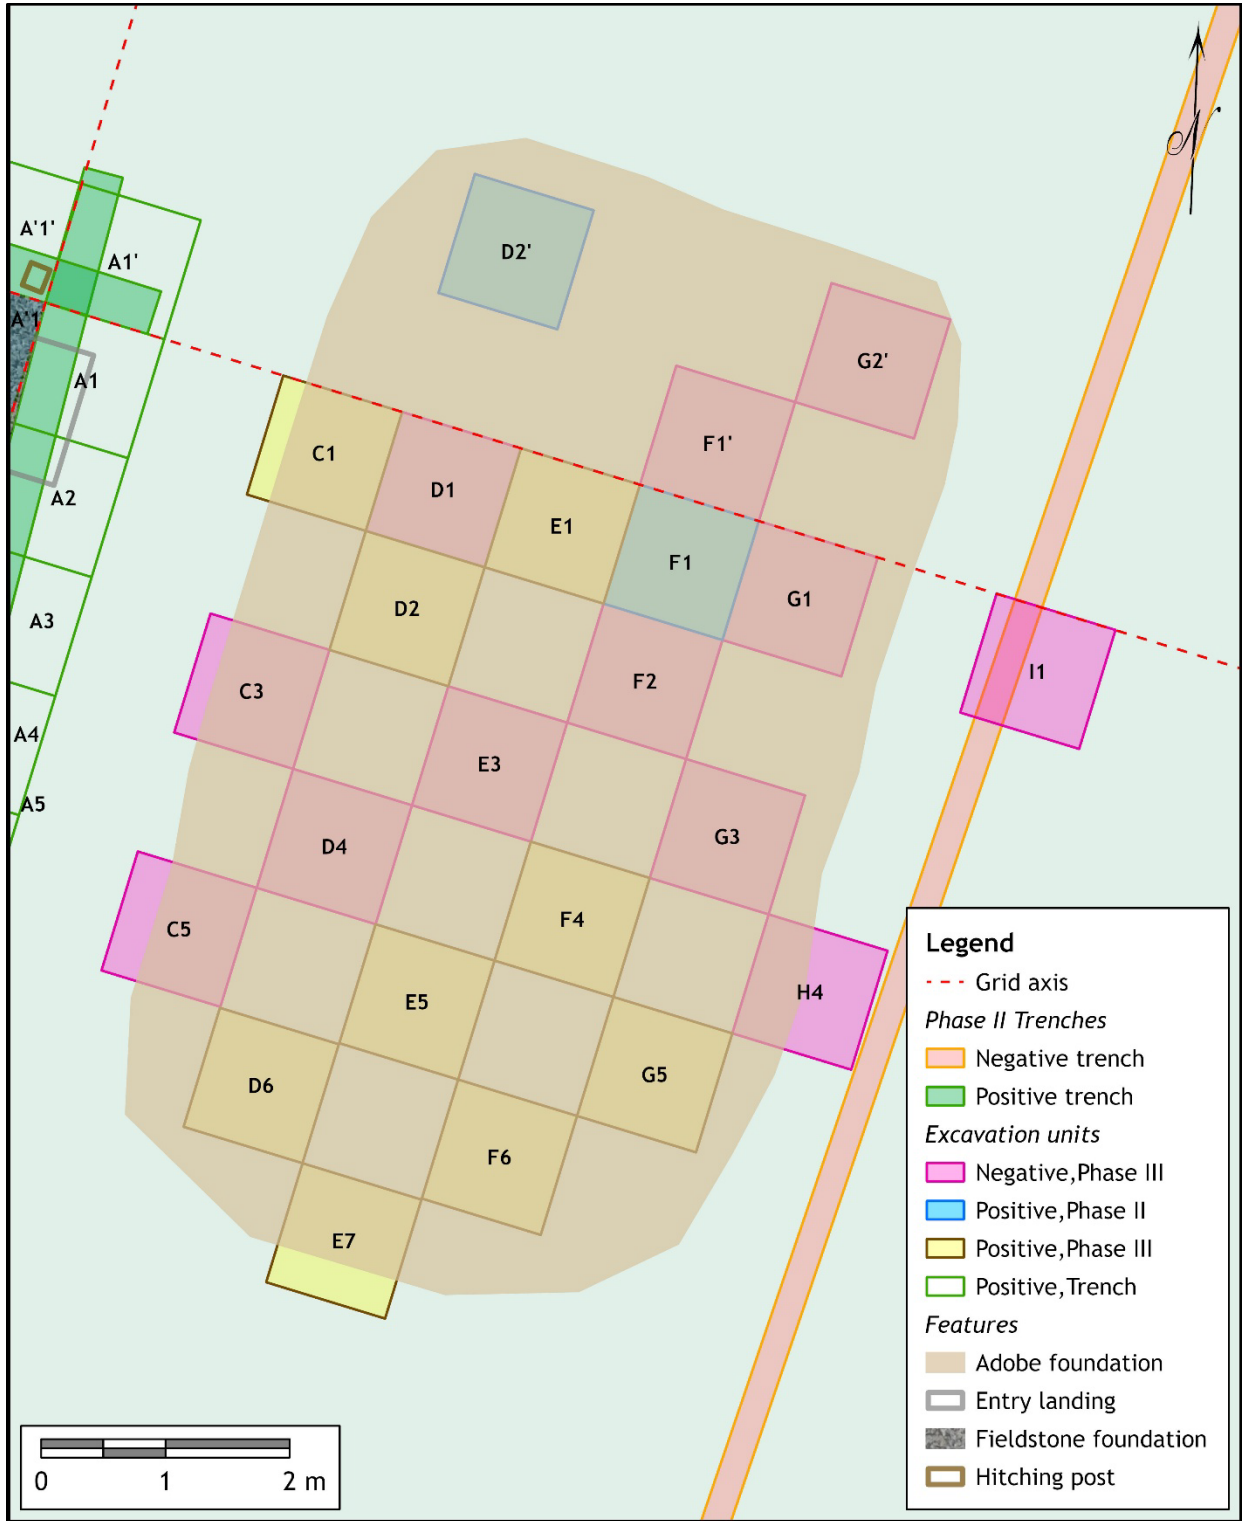 N
D2'
A'1'
A1'
G2'
A'1
A1
F1'
C1
D1
E1
A2
F1
G1
D2
A3
I1
F2
C3
A4
E3
A5
G3
D4
F4
C5
H4
E5
G5
D6
F6
E7
Legend
Grid axis
Phase II Trenches
Negative trench
Positive trench
Excavation units
Negative,Phase III
Positive,Phase II
Positive,Phase III
Positive,Trench
Features
Adobe foundation
Entry landing
Fieldstone foundation
Hitching post
0 1 2 m